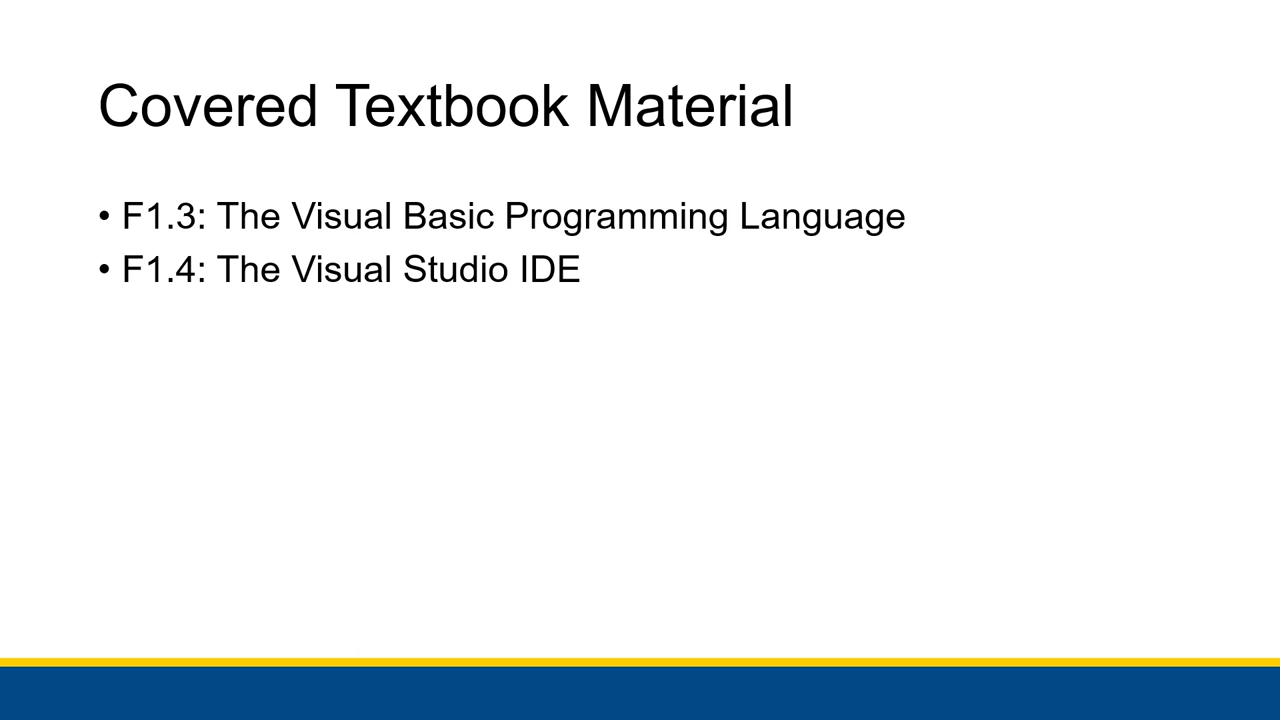 Covered Textbook Material
• F1.3: The Visual Basic Programming Language
• F1.4: The Visual Studio IDE